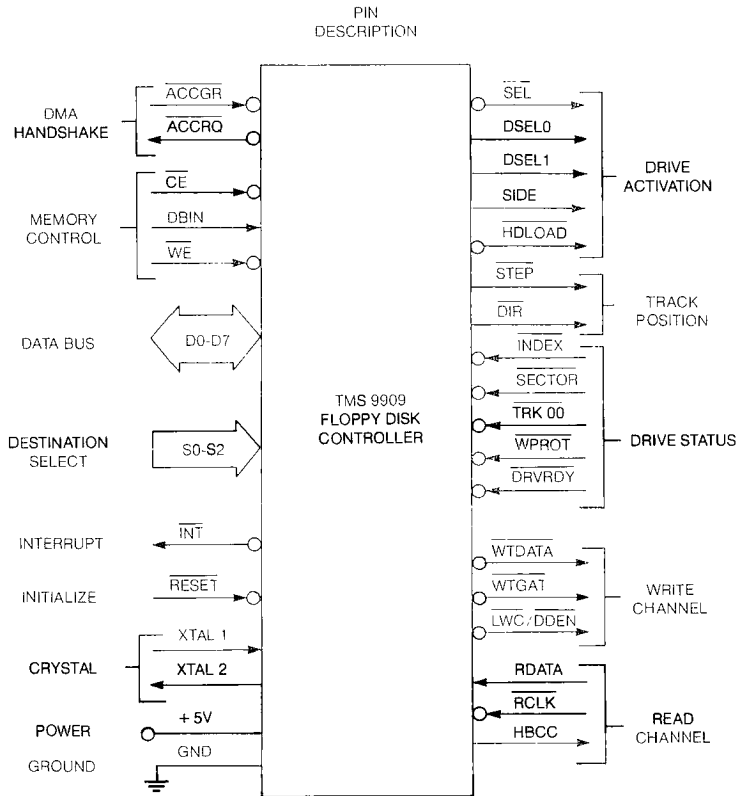 PIN
DESCRIPTION
DMA
HANDSHAKE
ACCGR
ACCRQ
MEMORY
CONTROL
CE
DBIN
WE
DATA BUS
D0-D7
DESTINATION
SELECT
S0-S2
INTERRUPT
INT
INITIALIZE
RESET
CRYSTAL
XTAL 1
XTAL 2
POWER
+ 5V
GROUND
GND
TMS 9909
FLOPPY DISK
CONTROLLER
SEL
DSEL0
DSEL1
SIDE
HDLOAD
DRIVE
ACTIVATION
STEP
DIR
TRACK
POSITION
INDEX
SECTOR
TRK 00
WPROT
DRVRDY
DRIVE STATUS
WTDATA
WTGAT
LWC/DDEN
WRITE
CHANNEL
RDATA
RCLK
HBCC
READ
CHANNEL